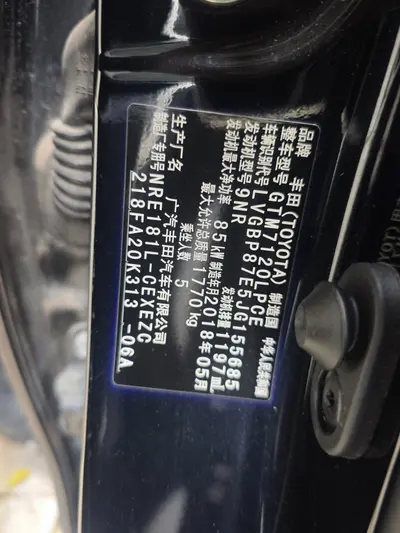 品牌 丰田(TOYOTA) 制造国 中华人民共和国
整车型号 GTM7120LPCE
车辆识别代号 LVGBP87E5JG155685
发动机型号 9NR 发动机排量 1197mL
发动机最大净功率 85kW 制造年月 2018年05月
最大允许总质量 1770kg
乘坐人数 5
生产厂名 广汽丰田汽车有限公司
制造厂专用号 NRE181L-CEXEZC
218FA20K313 -06A